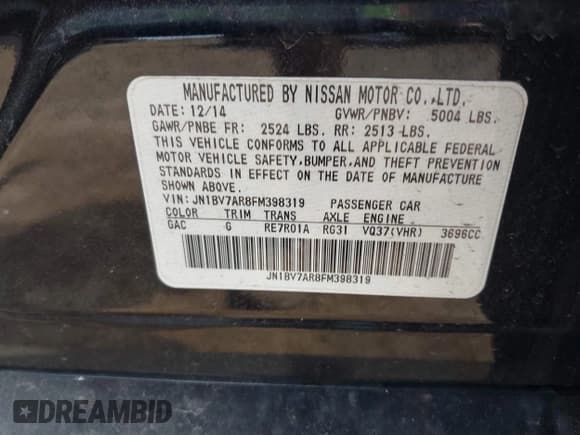 MANUFACTURED BY NISSAN MOTOR CO.,LTD.
DATE: 12/14 GVWR/PNBV: 5004 LBS.
GAWR/PNBE FR: 2524 LBS. RR: 2513 LBS.
THIS VEHICLE CONFORMS TO ALL APPLICABLE FEDERAL
MOTOR VEHICLE SAFETY,BUMPER,AND THEFT PREVENTION
STANDARDS IN EFFECT ON THE DATE OF MANUFACTURE
SHOWN ABOVE.
VIN: JN1BV7AR8FM398319 PASSENGER CAR
COLOR TRIM TRANS AXLE ENGINE
GAC G RE7R01A RG31 VQ37(VHR) 3696CC
JN1BV7AR8FM398319
DREAMBID